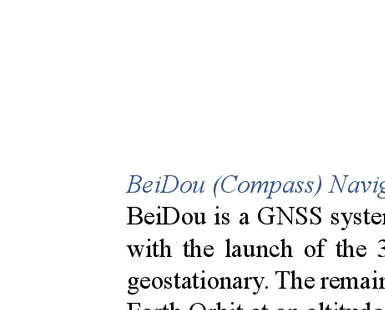 BeiDou (Compass) Navig
BeiDou is a GNSS system
with the launch of the 3
geostationary. The remain
Earth Orbit at an altitude